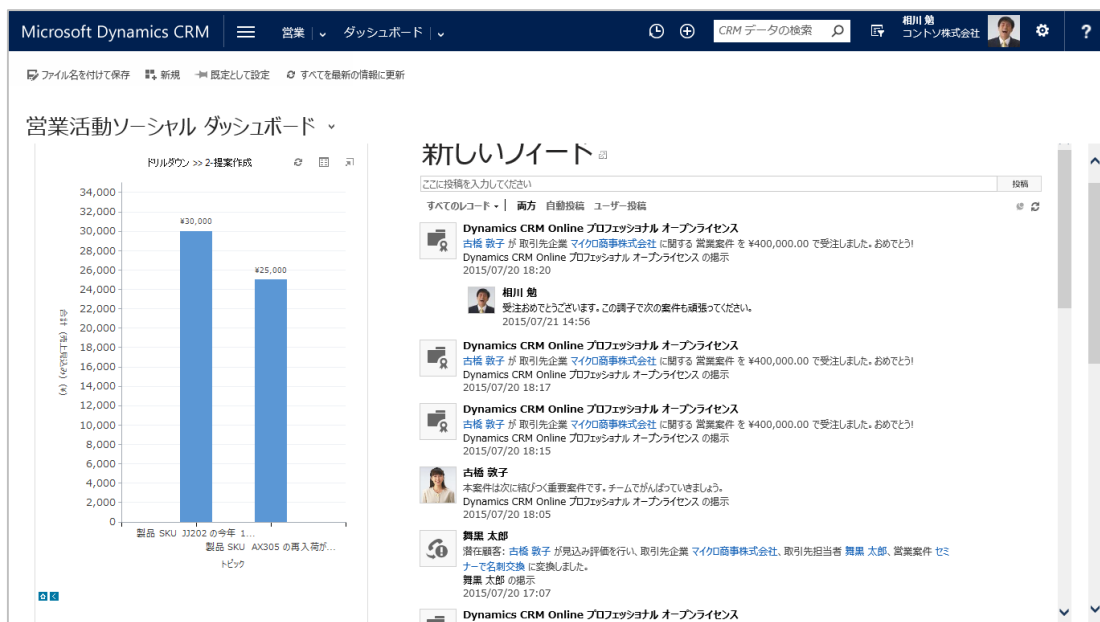 Microsoft Dynamics CRM
営業
ダッシュボード
CRM データの検索
相川 勉
コントソ株式会社
?
ファイル名を付けて保存
新規
既定として設定
すべてを最新の情報に更新
営業活動ソーシャル ダッシュボード
ドリルダウン >> 2-提案作成
34,000
32,000
30,000
28,000
26,000
24,000
22,000
20,000
18,000
16,000
14,000
12,000
10,000
8,000
6,000
4,000
2,000
0
¥30,000
¥25,000
合計 (売上見込み) (¥)
製品 SKU JJ202 の今年 1...
製品 SKU AX305 の再入荷が...
トピック
新しいノイート
ここに投稿を入力してください
投稿
すべてのレコード
両方 自動投稿 ユーザー投稿
Dynamics CRM Online プロフェッショナル オープンライセンス
古橋 敦子 が 取引先企業 マイクロ商事株式会社 に関する 営業案件 を ¥400,000.00 で受注しました。おめでとう!
Dynamics CRM Online プロフェッショナル オープンライセンス の掲示
2015/07/20 18:20
相川 勉
受注おめでとうございます。この調子で次の案件も頑張ってください。
2015/07/21 14:56
Dynamics CRM Online プロフェッショナル オープンライセンス
古橋 敦子 が 取引先企業 マイクロ商事株式会社 に関する 営業案件 を ¥400,000.00 で受注しました。おめでとう!
Dynamics CRM Online プロフェッショナル オープンライセンス の掲示
2015/07/20 18:17
Dynamics CRM Online プロフェッショナル オープンライセンス
古橋 敦子 が 取引先企業 マイクロ商事株式会社 に関する 営業案件 を ¥400,000.00 で受注しました。おめでとう!
Dynamics CRM Online プロフェッショナル オープンライセンス の掲示
2015/07/20 18:15
古橋 敦子
本案件は次に結びつく重要案件です。チームでがんばっていきましょう。
Dynamics CRM Online プロフェッショナル オープンライセンス の掲示
2015/07/20 18:05
舞黒 太郎
潜在顧客: 古橋 敦子 が見込み評価を行い、取引先企業 マイクロ商事株式会社、取引先担当者 舞黒 太郎、営業案件 セミ
ナーで名刺交換 に変換しました。
舞黒 太郎 の掲示
2015/07/20 17:07
Dynamics CRM Online プロフェッショナル オープンライセンス